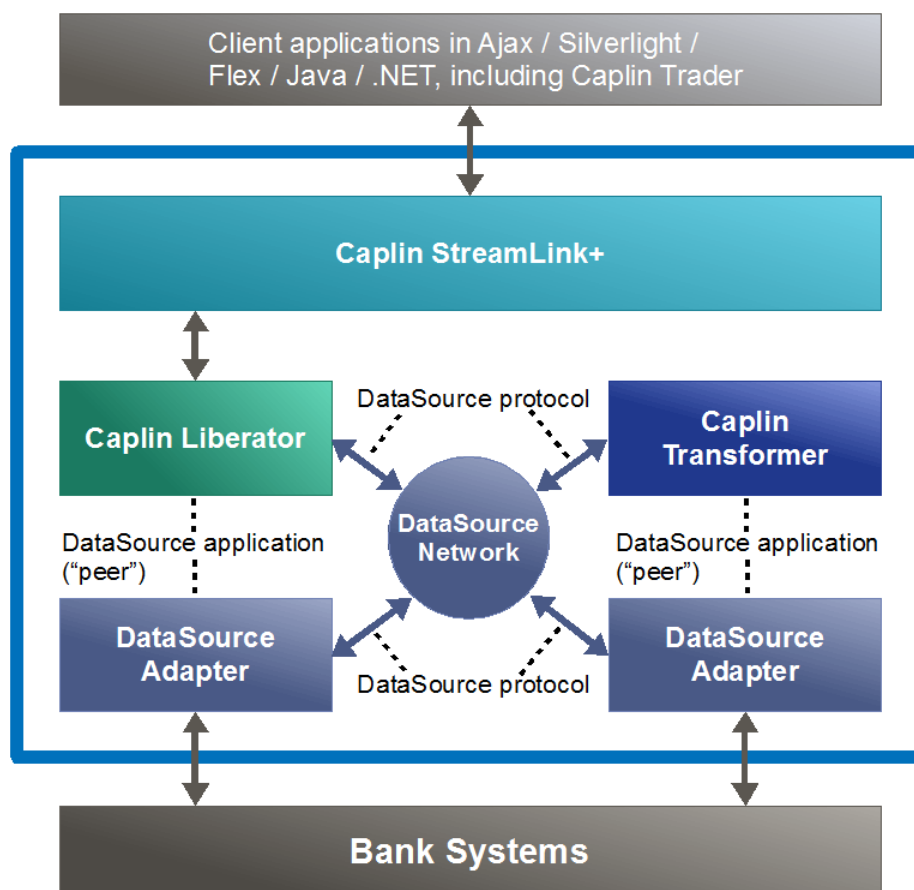 Client applications in Ajax / Silverlight /
Flex / Java / .NET, including Caplin Trader
Caplin StreamLink+
DataSource protocol
Caplin Liberator
Caplin
Transformer
DataSource
Network
DataSource application
("peer")
DataSource application
("peer")
DataSource
Adapter
DataSource
Adapter
DataSource protocol
Bank Systems